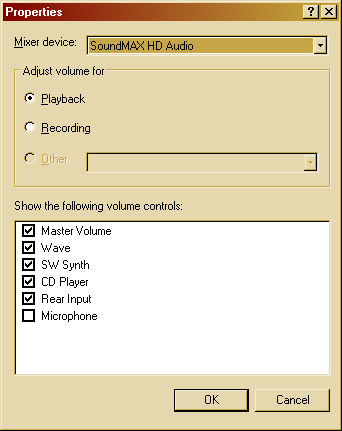 Properties
Mixer device: SoundMAX HD Audio
Adjust volume for
Playback
Recording
Other
Show the following volume controls:
Master Volume
Wave
SW Synth
CD Player
Rear Input
Microphone
OK Cancel